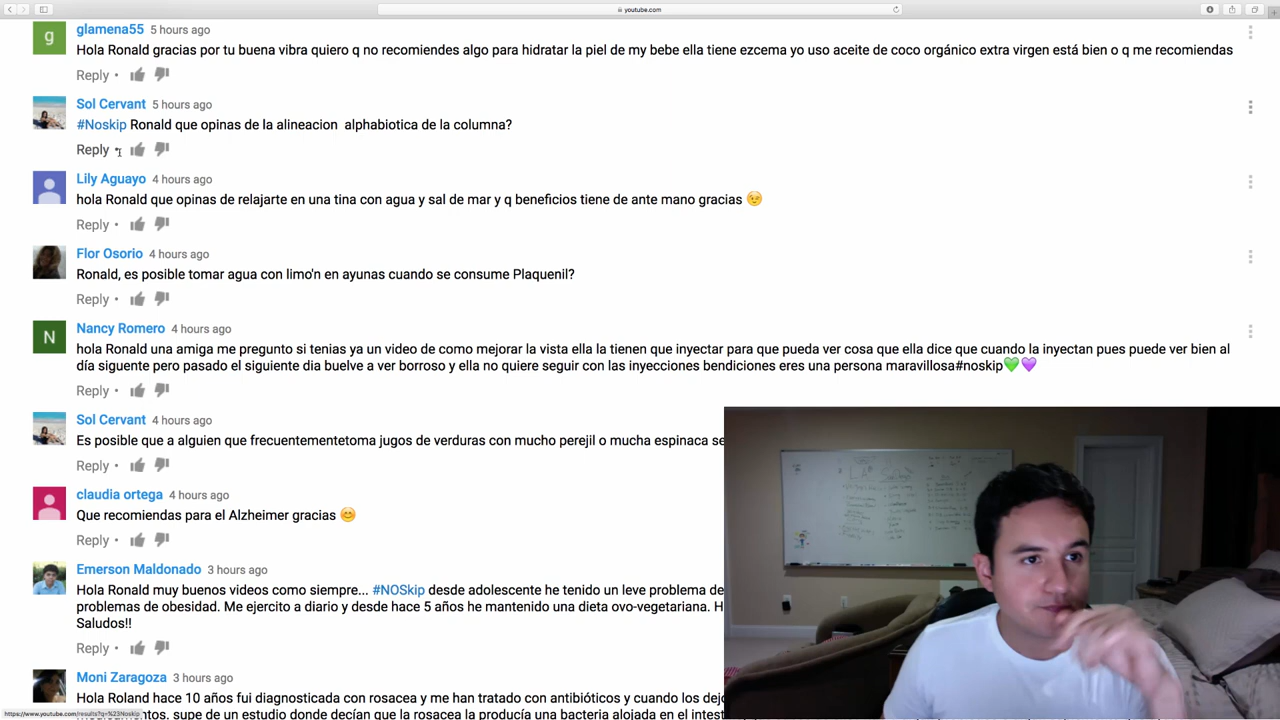 youtube.com
g
glamena55 5 hours ago
Hola Ronald gracias por tu buena vibra quiero q no recomiendes algo para hidratar la piel de my bebe ella tiene ezcema yo uso aceite de coco orgánico extra virgen está bien o q me recomiendas
Reply •
Sol Cervant 5 hours ago
#Noskip Ronald que opinas de la alineacion alphabiotica de la columna?
Reply •
Lily Aguayo 4 hours ago
hola Ronald que opinas de relajarte en una tina con agua y sal de mar y q beneficios tiene de ante mano gracias 😉
Reply •
Flor Osorio 4 hours ago
Ronald, es posible tomar agua con limo'n en ayunas cuando se consume Plaquenil?
Reply •
N
Nancy Romero 4 hours ago
hola Ronald una amiga me pregunto si tenias ya un video de como mejorar la vista ella la tienen que inyectar para que pueda ver cosa que ella dice que cuando la inyectan pues puede ver bien al
día siguente pero pasado el siguiente dia buelve a ver borroso y ella no quiere seguir con las inyecciones bendiciones eres una persona maravillosa#noskip💚💜
Reply •
Sol Cervant 4 hours ago
Es posible que a alguien que frecuentementetoma jugos de verduras con mucho perejil o mucha espinaca se
Reply •
claudia ortega 4 hours ago
Que recomiendas para el Alzheimer gracias 😊
Reply •
Emerson Maldonado 3 hours ago
Hola Ronald muy buenos videos como siempre... #NOSkip desde adolescente he tenido un leve problema de
problemas de obesidad. Me ejercito a diario y desde hace 5 años he mantenido una dieta ovo-vegetariana. H
Saludos!!
Reply •
Moni Zaragoza 3 hours ago
Hola Roland hace 10 años fui diagnosticada con rosacea y me han tratado con antibióticos y cuando los dejo
medicamentos, supe de un estudio donde decían que la rosacea la producía una bacteria alojada en el intest
https://www.youtube.com/results?q=%23Noskip